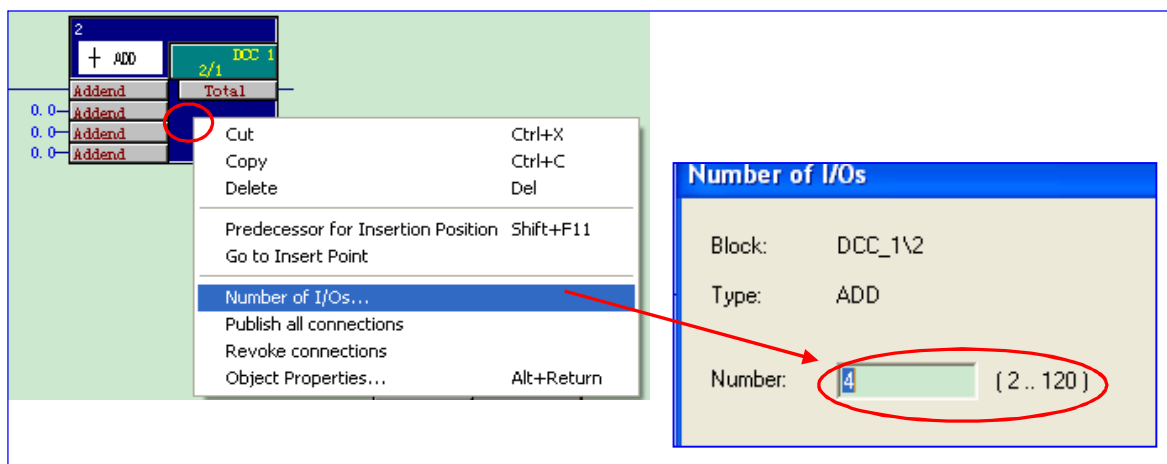 2
+ ADD
DCC 1
2/1
Addend Total
0. 0 Addend
0. 0 Addend
0. 0 Addend
Cut Ctrl+X
Copy Ctrl+C
Delete Del
Predecessor for Insertion Position Shift+F11
Go to Insert Point
Number of I/Os...
Publish all connections
Revoke connections
Object Properties... Alt+Return
Number of I/Os
Block: DCC_1\2
Type: ADD
Number: 4 ( 2 .. 120 )